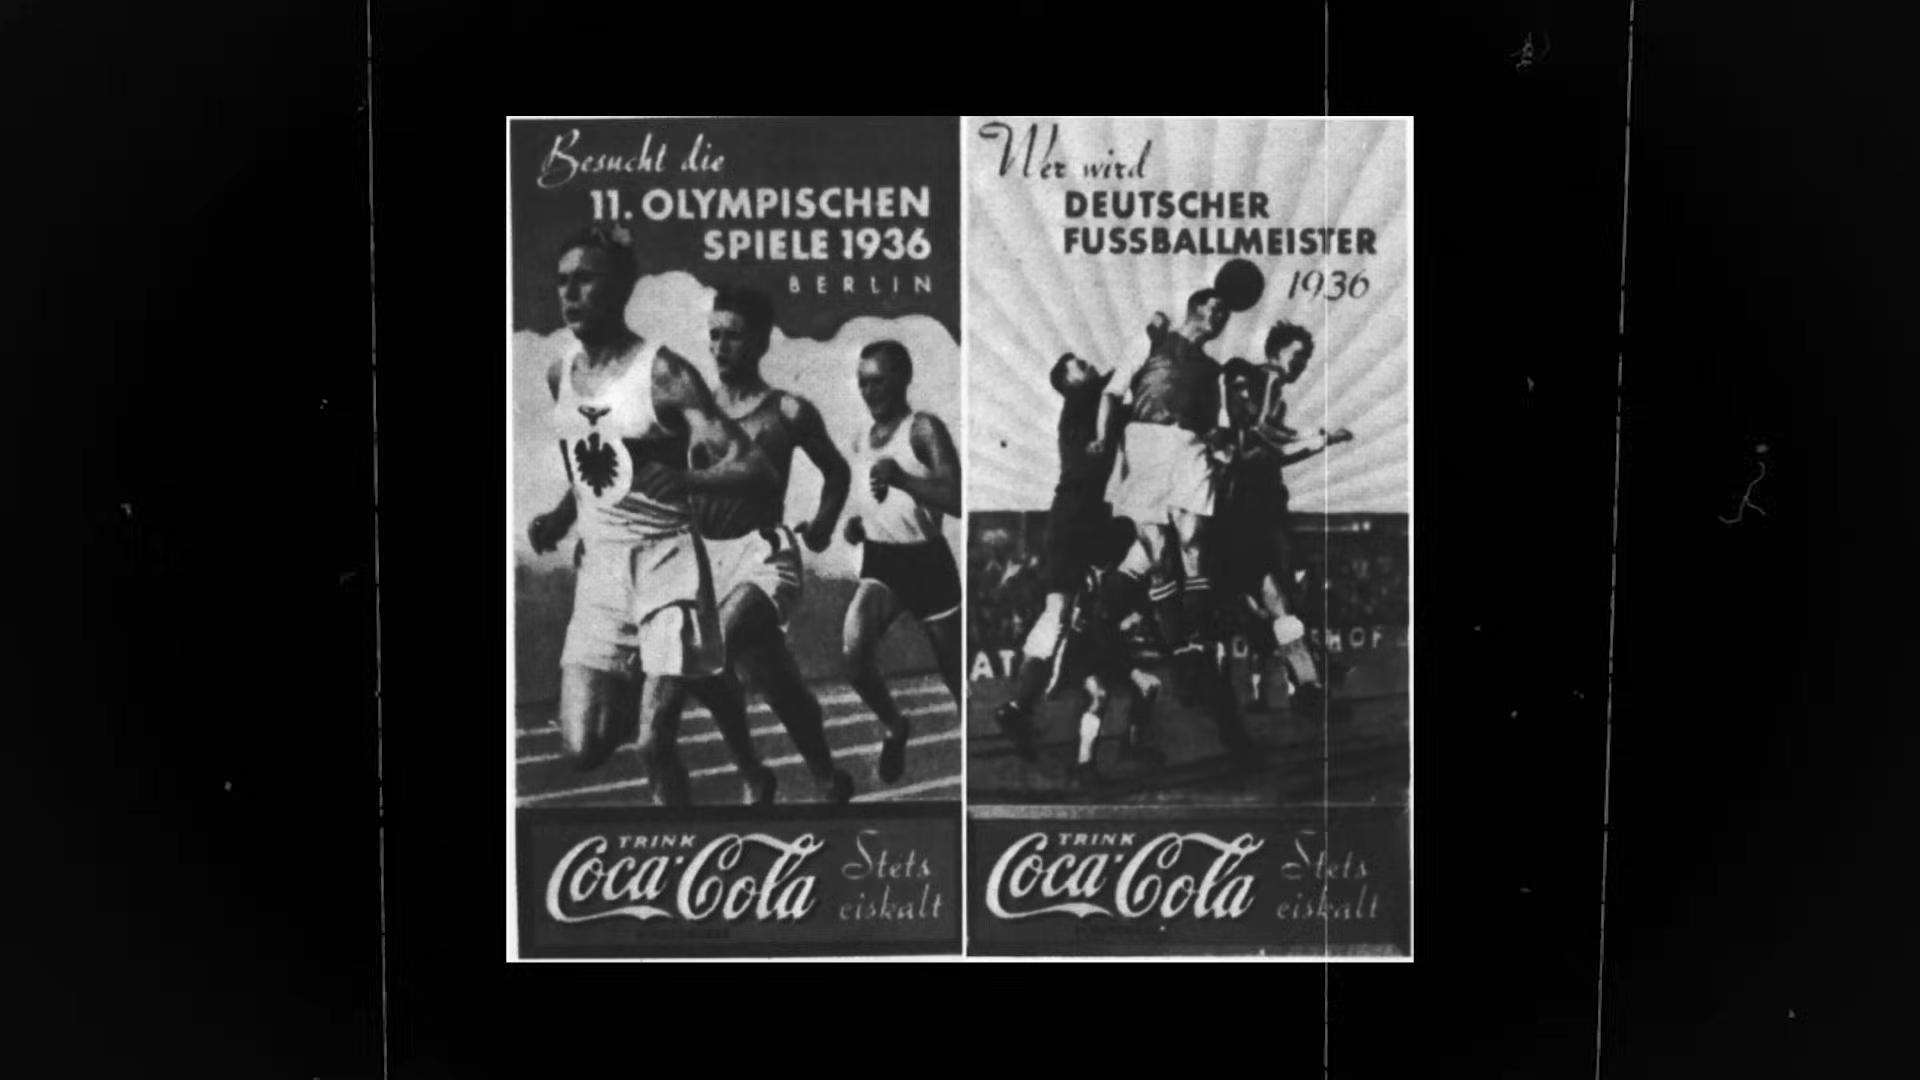 Besucht die
11. OLYMPISCHEN
SPIELE 1936
BERLIN
TRINK
Coca-Cola
Stets
eiskalt
Wer wird
DEUTSCHER
FUSSBALLMEISTER
1936
TRINK
Coca-Cola
Stets
eiskalt